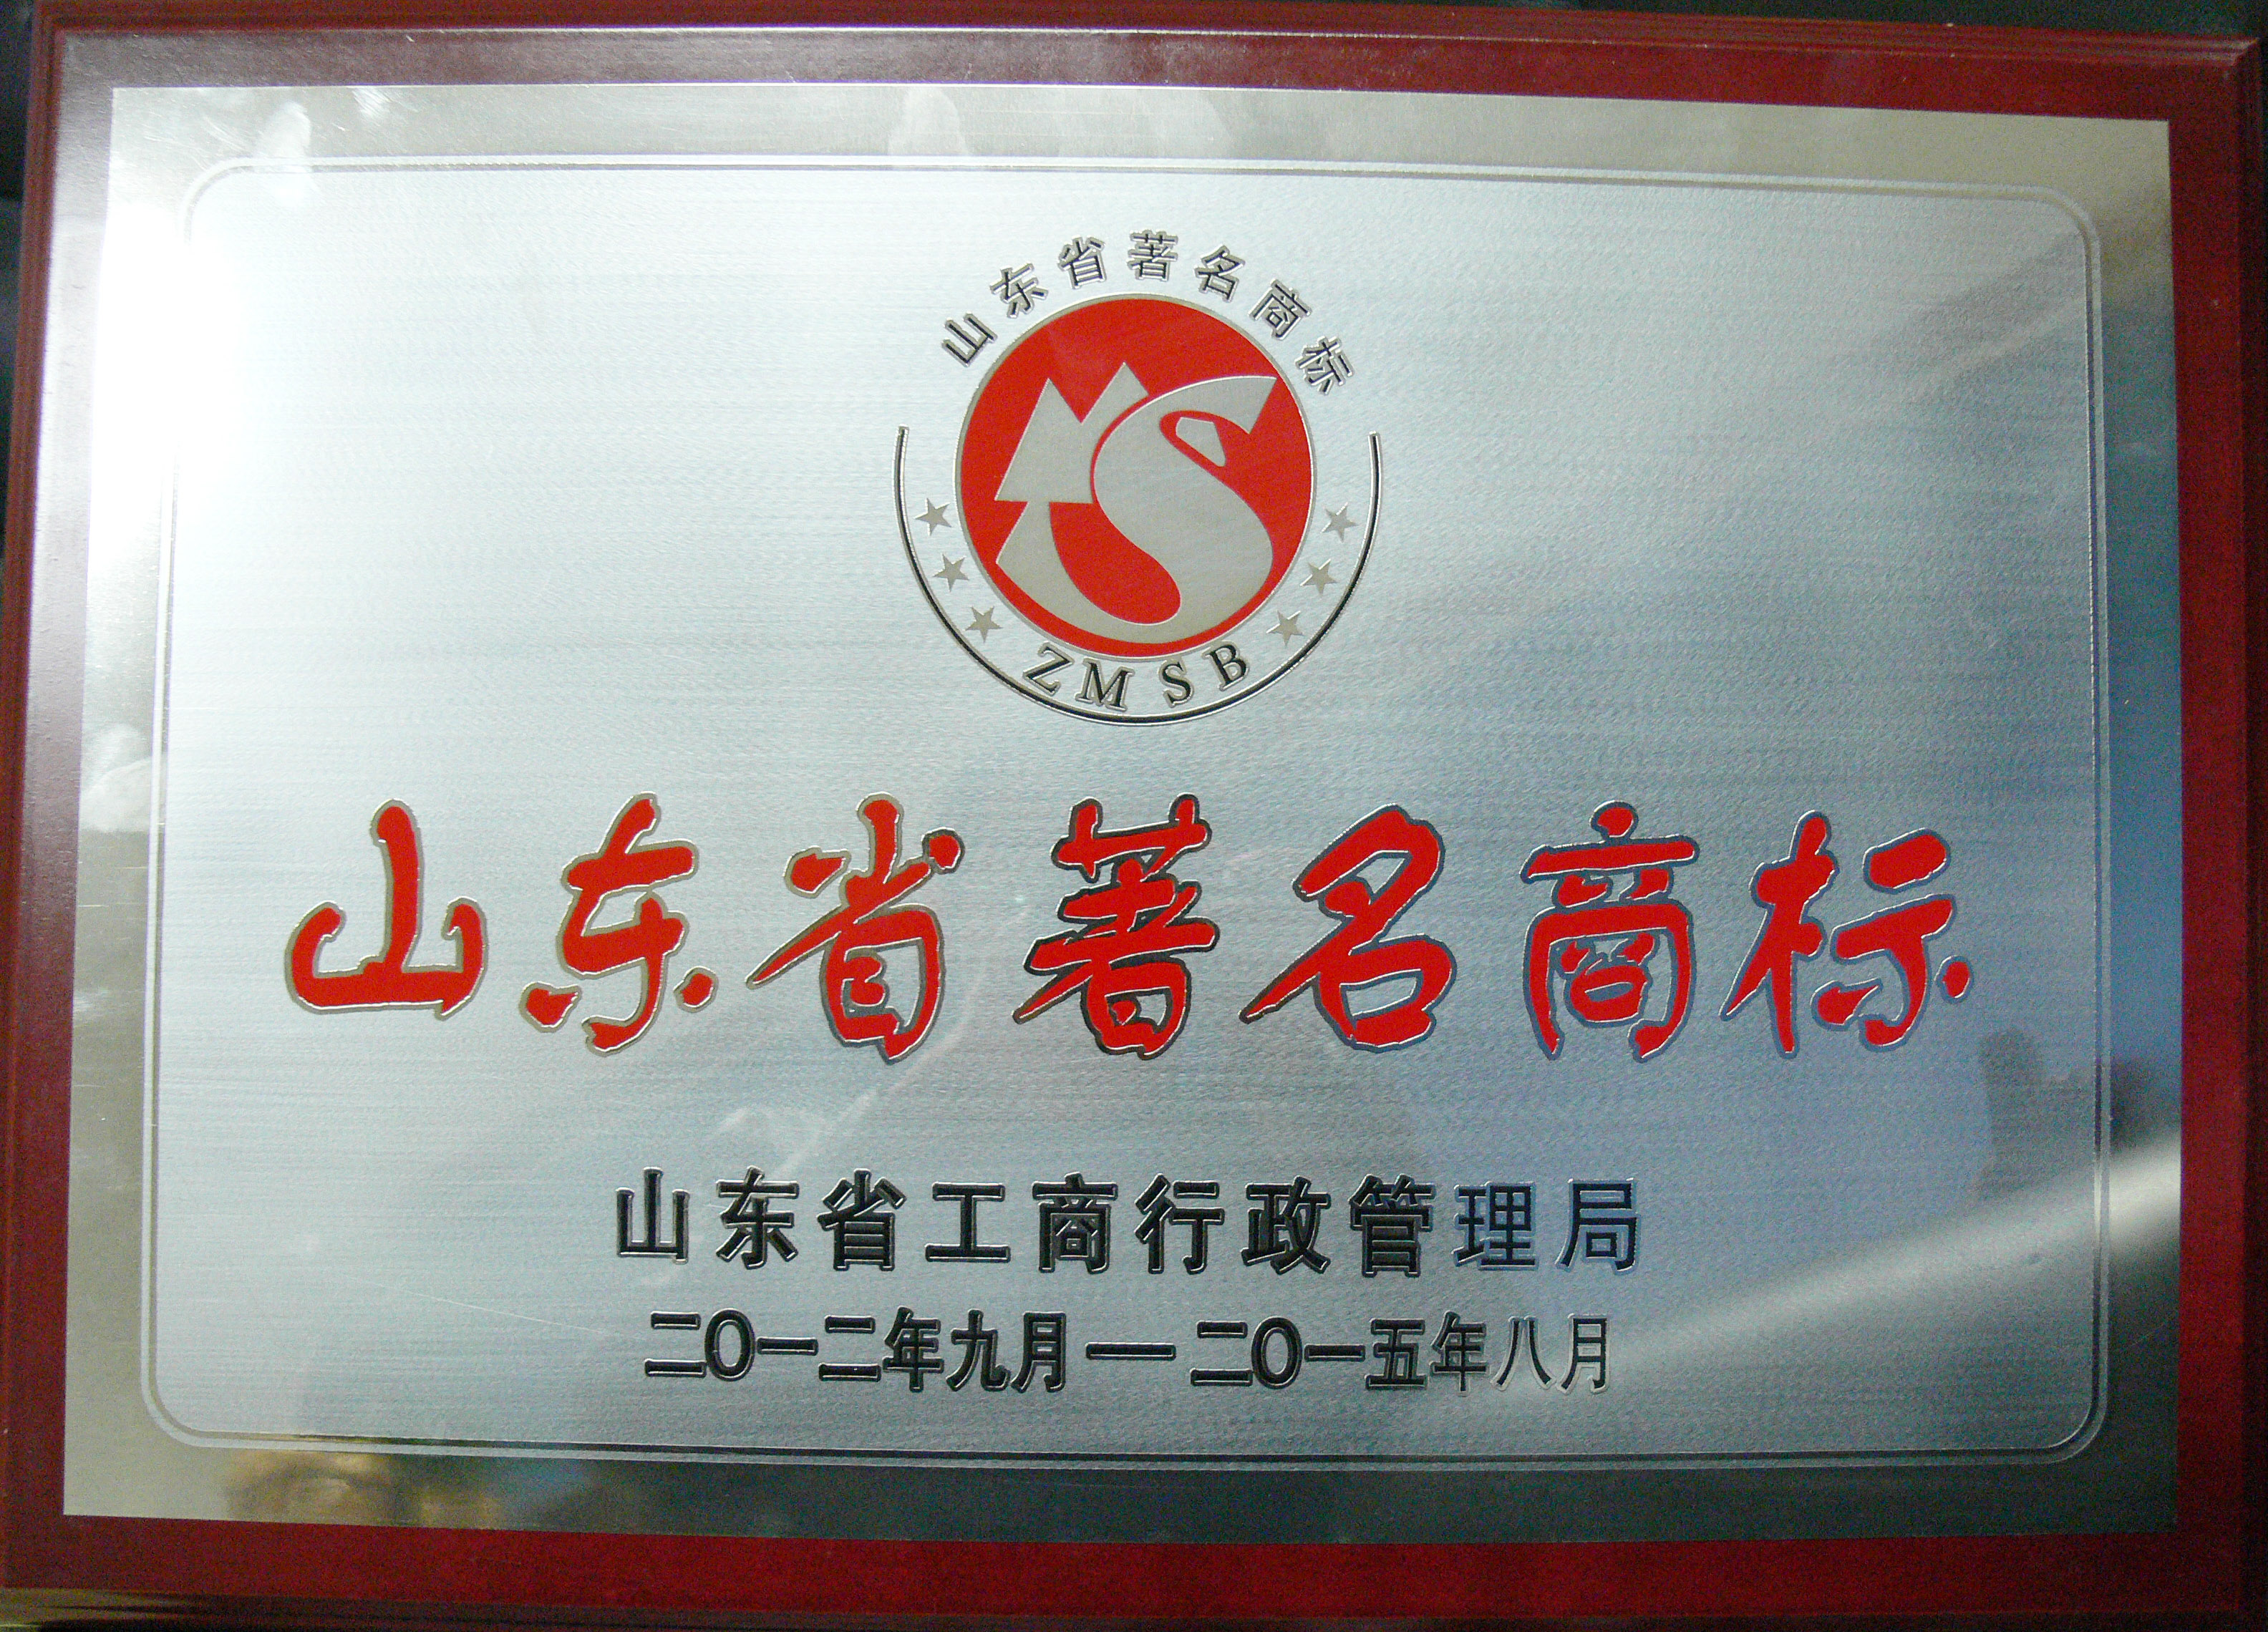 山东省著名商标
ZMSB
山东省著名商标
山东省工商行政管理局
二〇一二年九月一二〇一五年八月